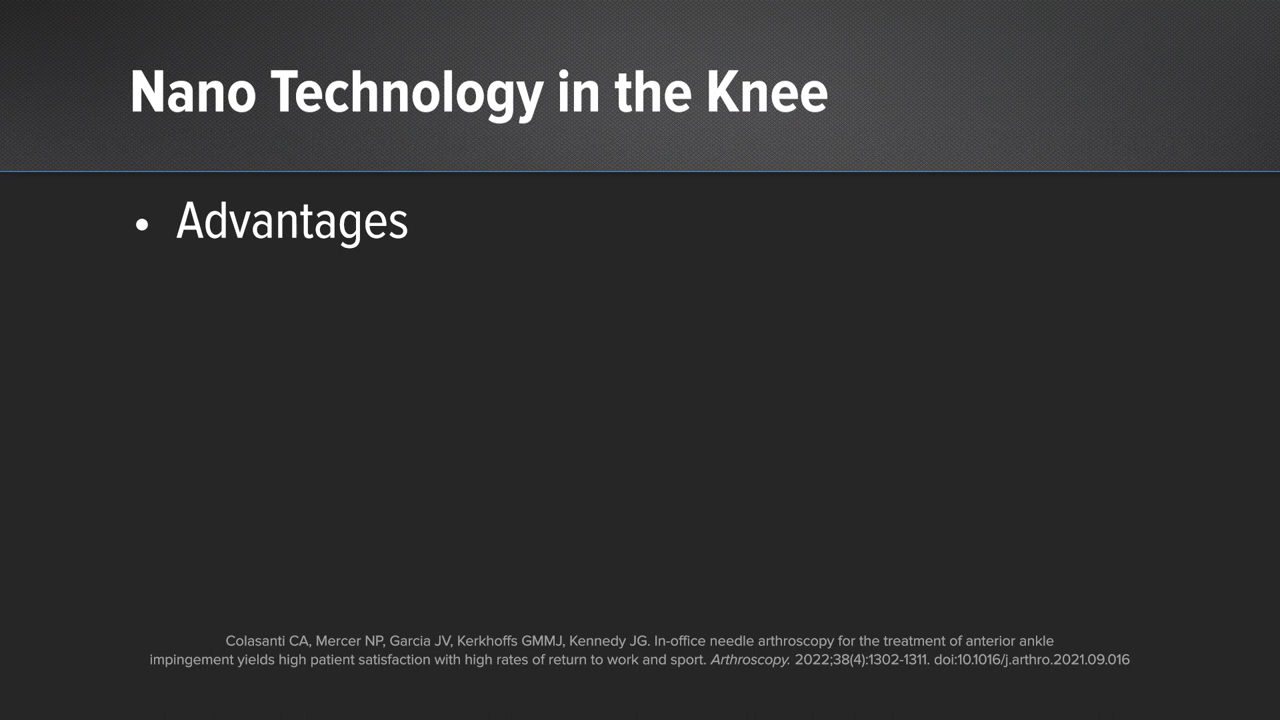 Nano Technology in the Knee
• Advantages
Colasanti CA, Mercer NP, Garcia JV, Kerkhoffs GMMJ, Kennedy JG. In-office needle arthroscopy for the treatment of anterior ankle
impingement yields high patient satisfaction with high rates of return to work and sport. Arthroscopy. 2022;38(4):1302-1311. doi:10.1016/j.arthro.2021.09.016